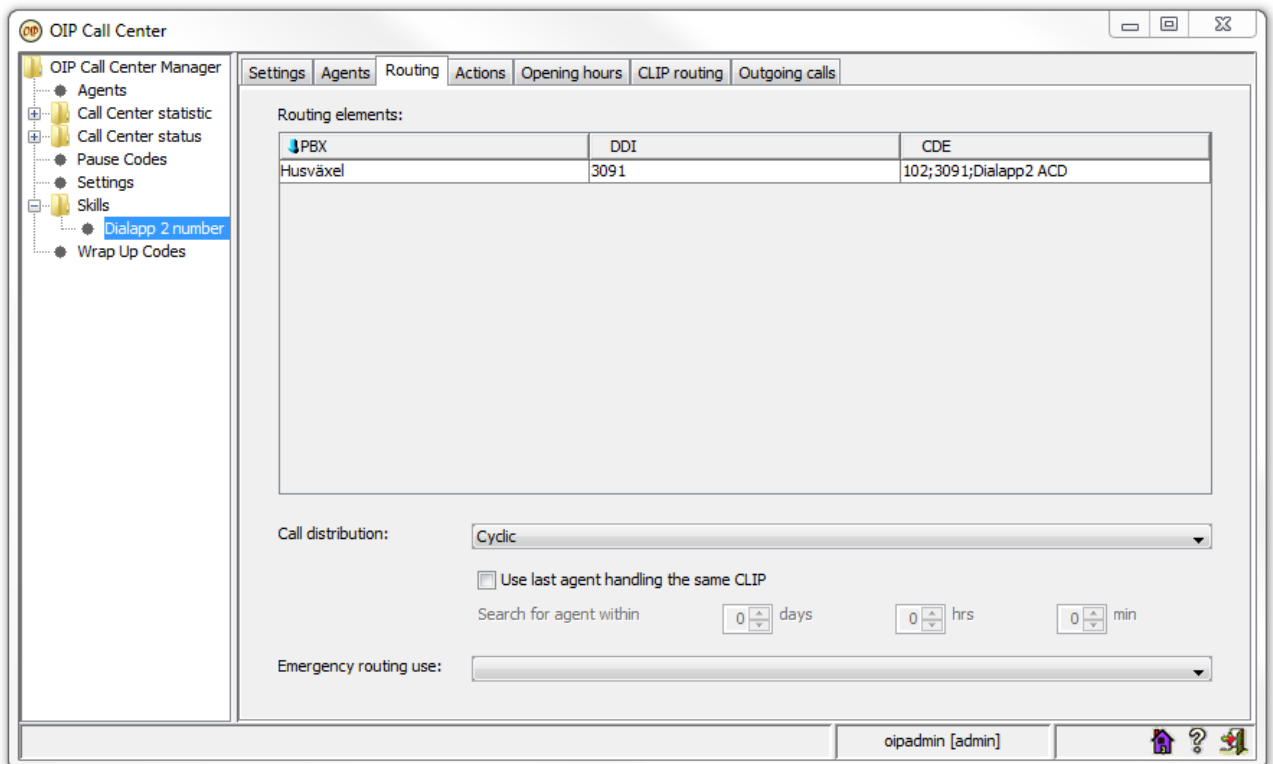 OIP Call Center
OIP Call Center Manager
Agents
Call Center statistic
Call Center status
Pause Codes
Settings
Skills
Dialapp 2 number
Wrap Up Codes
Settings Agents Routing Actions Opening hours CLIP routing Outgoing calls
Routing elements:
PBX DDI CDE
Husväxel 3091 102;3091;Dialapp2 ACD
Call distribution: Cyclic
Use last agent handling the same CLIP
Search for agent within 0 days 0 hrs 0 min
Emergency routing use:
oipadmin [admin]